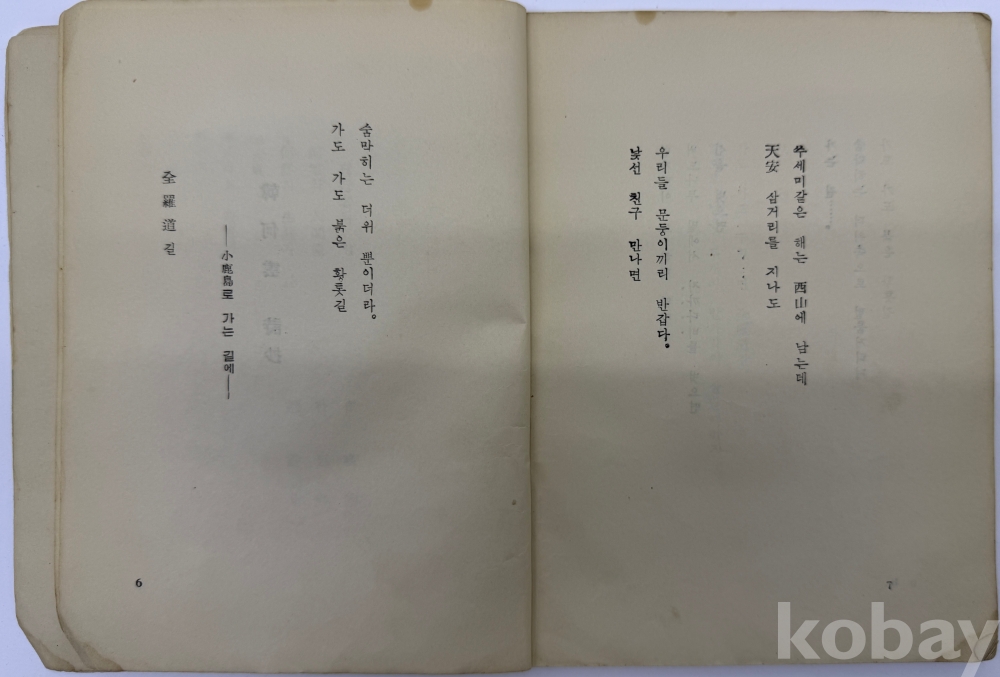 全羅道 길
──小鹿島로 가는 길에──
가도 가도 붉은 황톳길
숨막히는 더위 뿐이더라。
6
낯선 친구 만나면
우리들 문둥이끼리 반갑다。
天安 삼거리를 지나도
쑤세미같은 해는 西山에 남는데
7
kobay